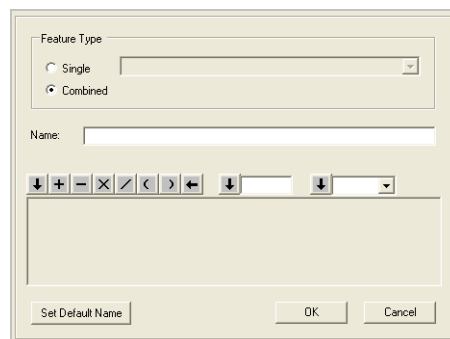 Feature Type
Single
Combined
Name:
+ − × / ( )
Set Default Name OK Cancel